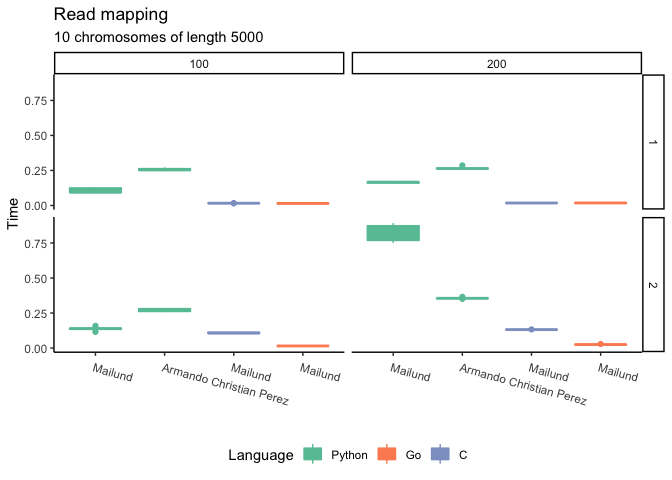 Read mapping
10 chromosomes of length 5000
100 200
0.75
0.50
0.25
0.00
1
Time
0.75
0.50
0.25
0.00
2
Mailund Armando Christian Perez Mailund Mailund Mailund Armando Christian Perez Mailund Mailund
Language Python Go C